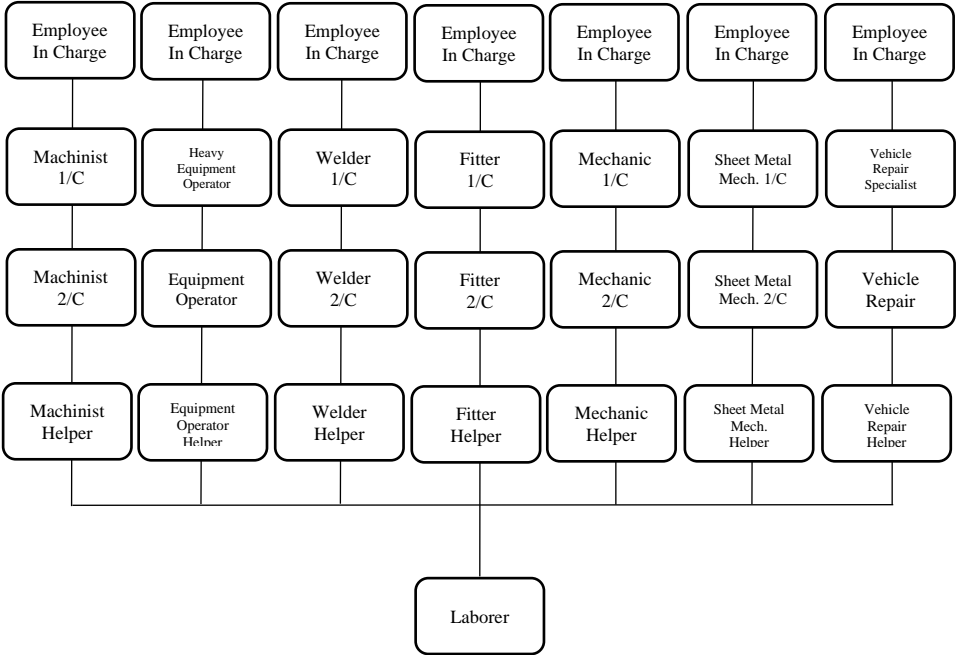 Employee
In Charge
Employee
In Charge
Employee
In Charge
Employee
In Charge
Employee
In Charge
Employee
In Charge
Employee
In Charge
Machinist
1/C
Heavy
Equipment
Operator
Welder
1/C
Fitter
1/C
Mechanic
1/C
Sheet Metal
Mech. 1/C
Vehicle
Repair
Specialist
Machinist
2/C
Equipment
Operator
Welder
2/C
Fitter
2/C
Mechanic
2/C
Sheet Metal
Mech. 2/C
Vehicle
Repair
Machinist
Helper
Equipment
Operator
Helper
Welder
Helper
Fitter
Helper
Mechanic
Helper
Sheet Metal
Mech.
Helper
Vehicle
Repair
Helper
Laborer